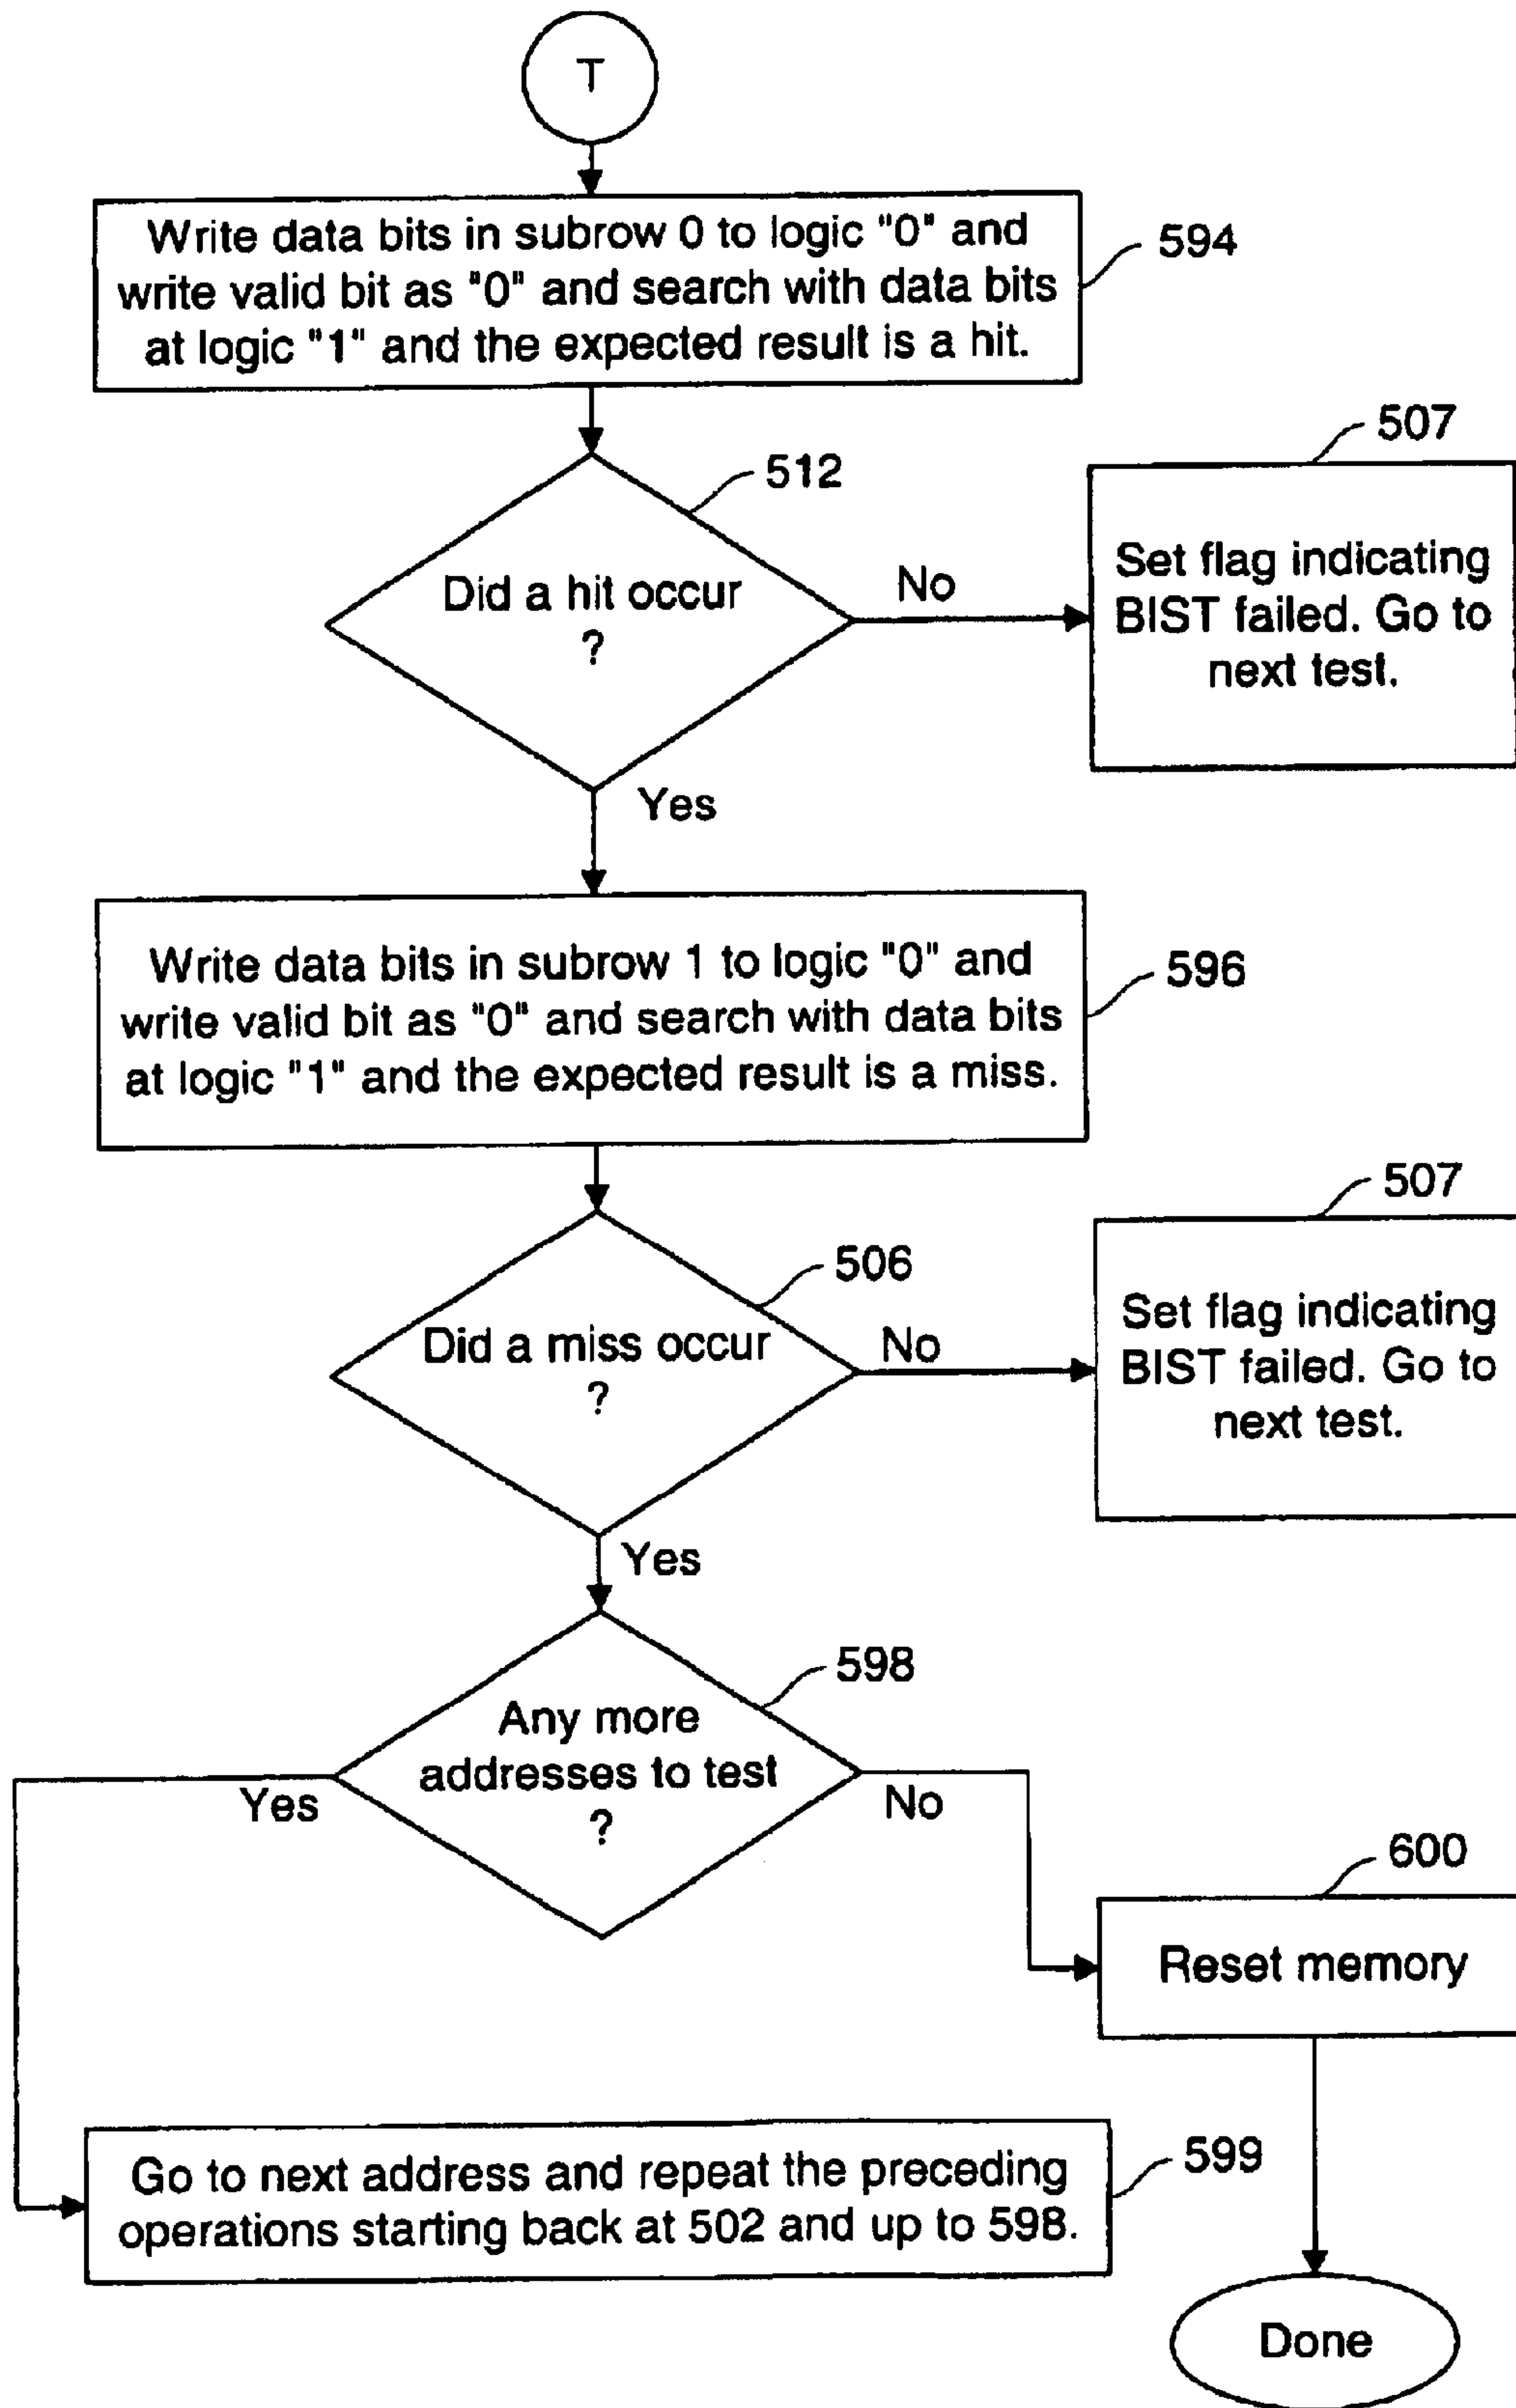 T
Write data bits in subrow 0 to logic "0" and
write valid bit as "0" and search with data bits
at logic "1" and the expected result is a hit.
594
512
Did a hit occur
?
No
507
Set flag indicating
BIST failed. Go to
next test.
Yes
Write data bits in subrow 1 to logic "0" and
write valid bit as "0" and search with data bits
at logic "1" and the expected result is a miss.
596
506
Did a miss occur
?
No
507
Set flag indicating
BIST failed. Go to
next test.
Yes
598
Any more
addresses to test
?
Yes
No
600
Reset memory
Go to next address and repeat the preceding
operations starting back at 502 and up to 598.
599
Done